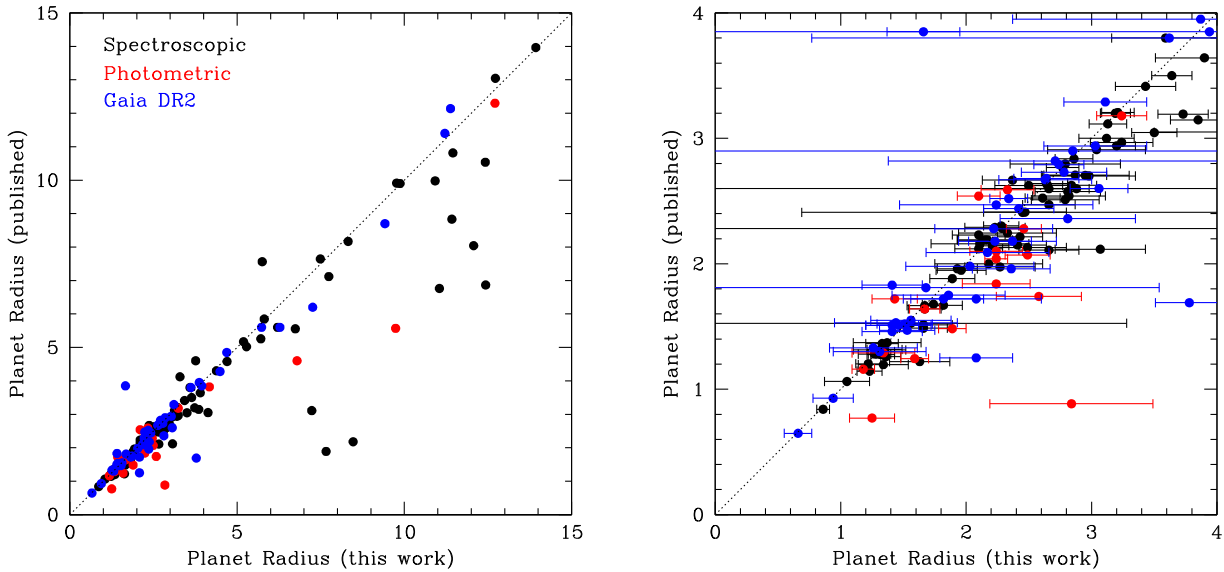 15
10
5
0
Planet Radius (published)
Spectroscopic
Photometric
Gaia DR2
0
5
10
15
Planet Radius (this work)
4
3
2
1
0
Planet Radius (published)
0
1
2
3
4
Planet Radius (this work)